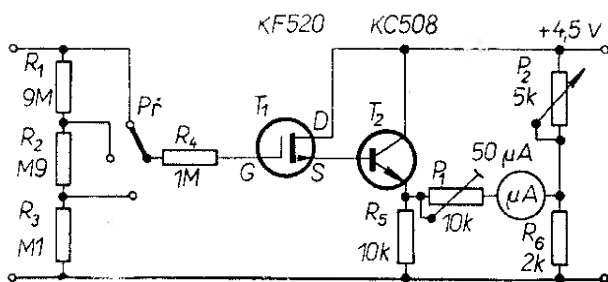 KF520 KC508
+4,5 V
R1
9M
Př
R2
M9
R3
M1
R4
1M
T1
G
D
S
T2
P1
10k
50 μA
μA
P2
5k
R5
10k
R6
2k